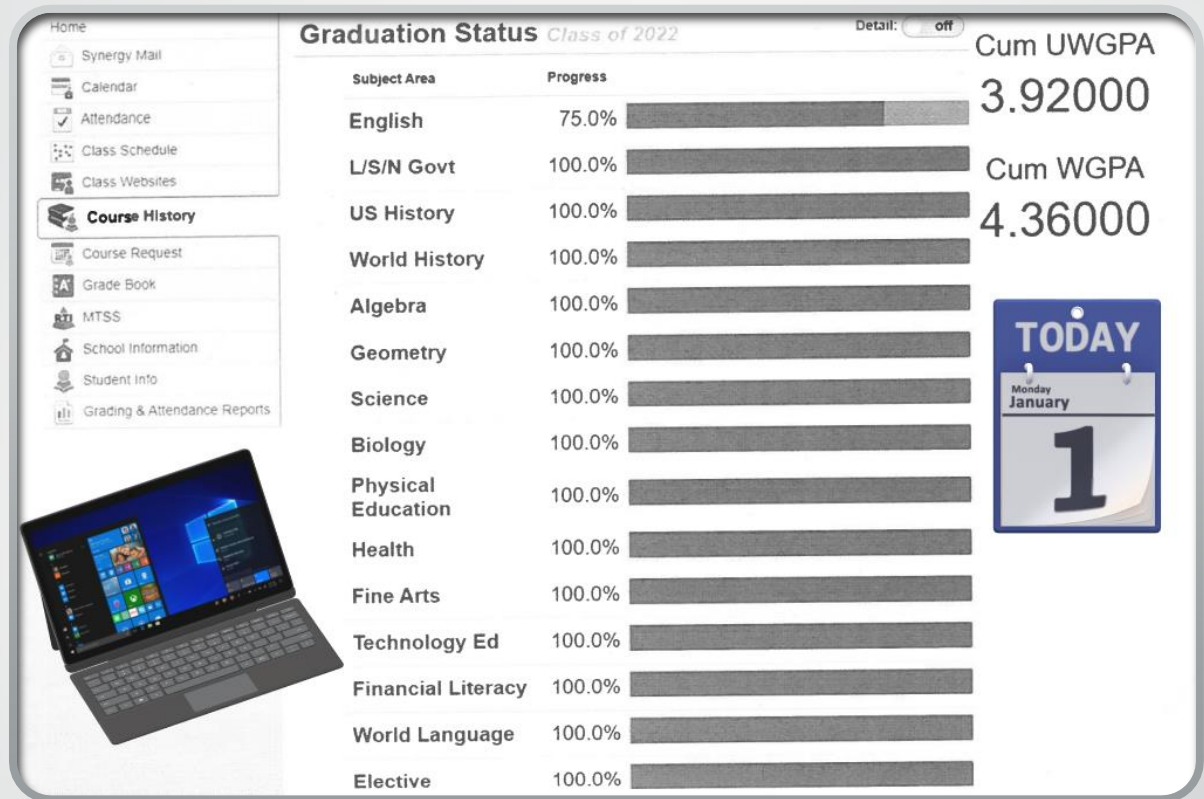 Home
Synergy Mail
Calendar
Attendance
Class Schedule
Class Websites
Course History
Course Request
Grade Book
MTSS
School Information
Student Info
Grading & Attendance Reports
Graduation Status Class of 2022
Detail: off
Subject Area Progress
English 75.0%
L/S/N Govt 100.0%
US History 100.0%
World History 100.0%
Algebra 100.0%
Geometry 100.0%
Science 100.0%
Biology 100.0%
Physical
Education 100.0%
Health 100.0%
Fine Arts 100.0%
Technology Ed 100.0%
Financial Literacy 100.0%
World Language 100.0%
Elective 100.0%
Cum UWGPA
3.92000
Cum WGPA
4.36000
TODAY
Monday
January
1